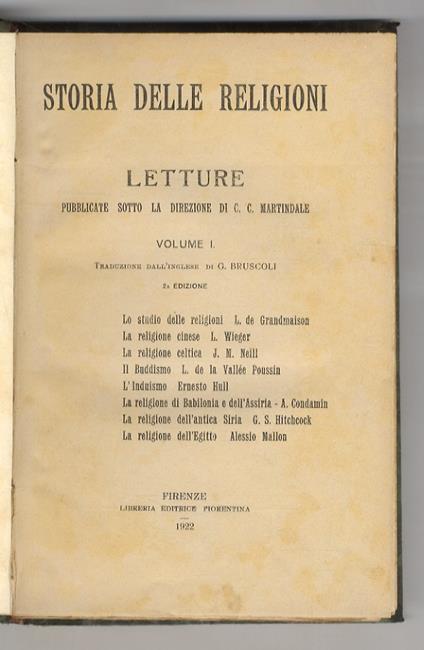 STORIA DELLE RELIGIONI
LETTURE
PUBBLICATE SOTTO LA DIREZIONE DI C. C. MARTINDALE
VOLUME I.
TRADUZIONE DALL'INGLESE DI G. BRUSCOLI
2a EDIZIONE
Lo studio delle religioni L. de Grandmaison
La religione cinese L. Wieger
La religione celtica J. M. Neill
Il Buddismo L. de la Vallée Poussin
L'Induismo Ernesto Hull
La religione di Babilonia e dell'Assiria - A. Condamin
La religione dell'antica Siria G. S. Hitchcock
La religione dell'Egitto Alessio Mallon
FIRENZE
LIBRERIA EDITRICE FIORENTINA
1922